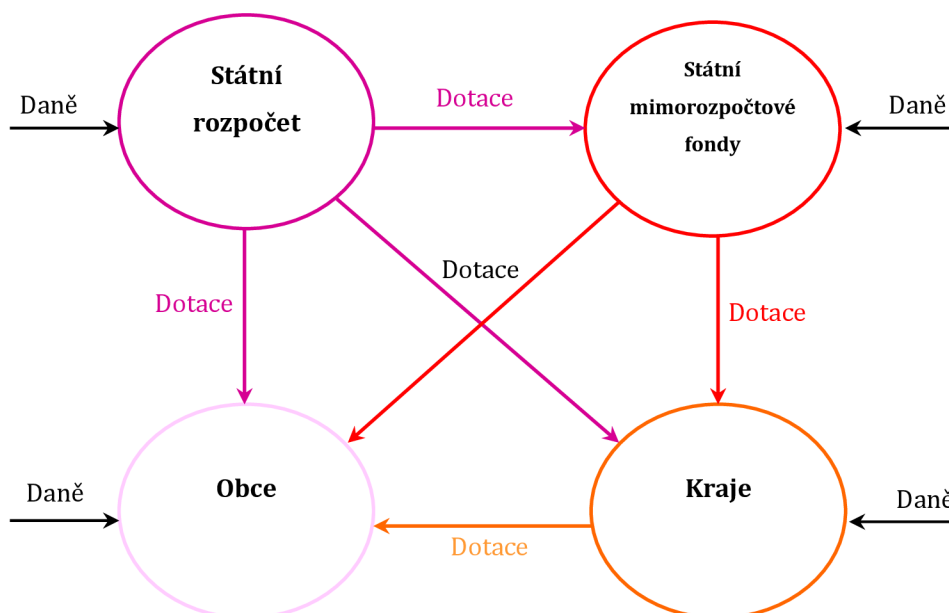 Státní
rozpočet
Státní
mimorozpočtové
fondy
Daně
Dotace
Daně
Dotace
Dotace
Dotace
Obce
Kraje
Daně
Daně
Dotace